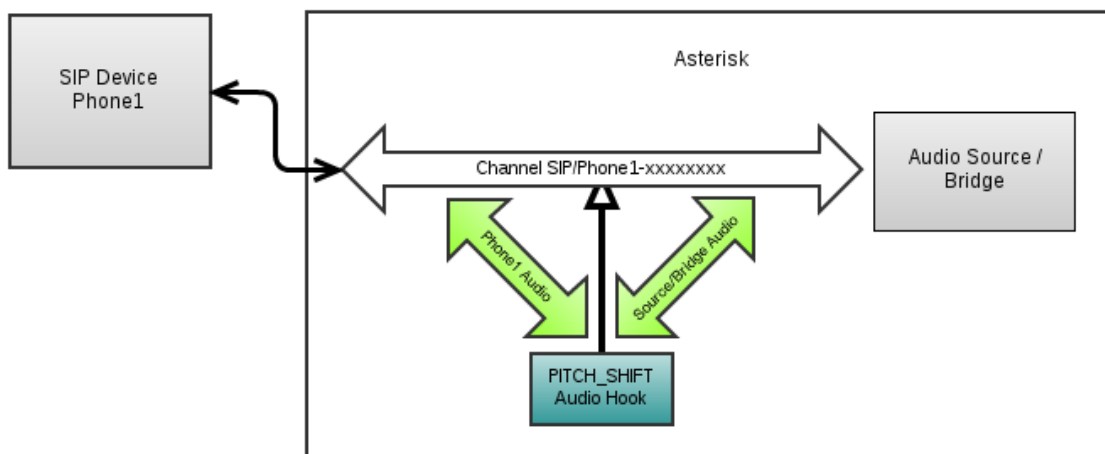 Asterisk
SIP Device
Phone1
Channel SIP/Phone1-xxxxxxxx
Audio Source /
Bridge
Phone1 Audio
Source/Bridge Audio
PITCH_SHIFT
Audio Hook